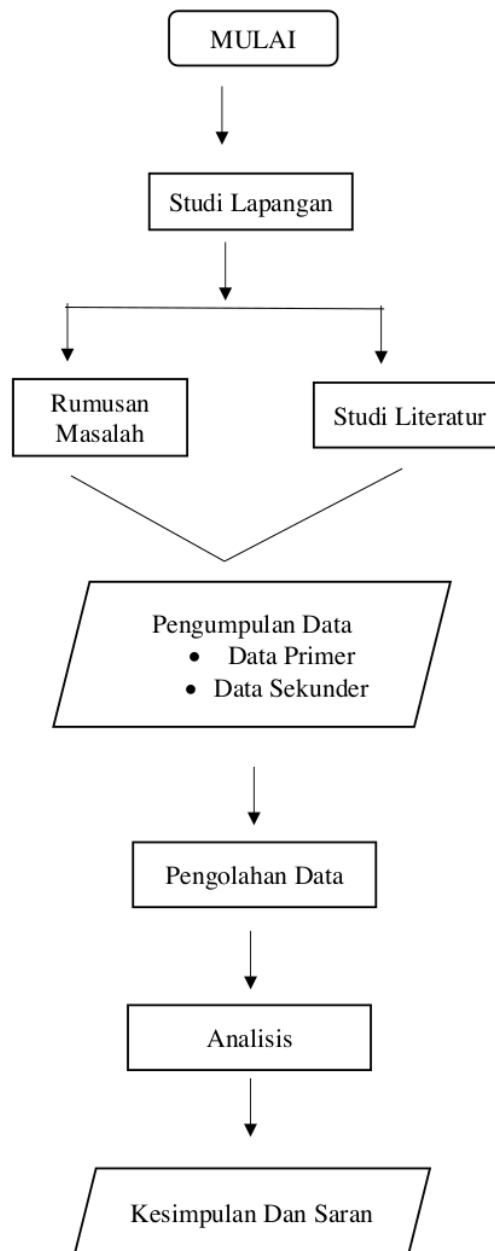 MULAI
Studi Lapangan
Rumusan
Masalah
Studi Literatur
Pengumpulan Data
• Data Primer
• Data Sekunder
Pengolahan Data
Analisis
Kesimpulan Dan Saran